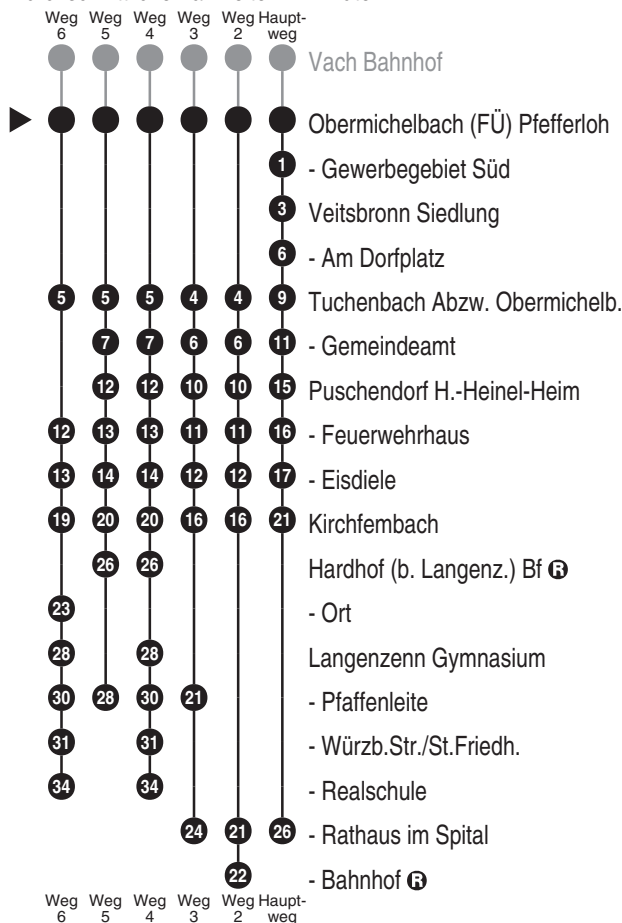 Weg Weg Weg Weg Weg Haupt-
6 5 4 3 2 weg
Vach Bahnhof
Obermichelbach (FÜ) Pfefferloh
1 - Gewerbegebiet Süd
3 Veitsbronn Siedlung
6 - Am Dorfplatz
5 5 5 4 4 9 Tuchenbach Abzw. Obermichelb.
7 7 6 6 11 - Gemeindeamt
12 12 10 10 15 Puschendorf H.-Heinel-Heim
12 13 13 11 11 16 - Feuerwehrhaus
13 14 14 12 12 17 - Eisdiele
19 20 20 16 16 21 Kirchfembach
26 26 Hardhof (b. Langenz.) Bf R
23 - Ort
28 28 Langenzenn Gymnasium
30 28 30 21 - Pfaffenleite
31 31 - Würzb.Str./St.Friedh.
34 34 - Realschule
24 21 26 - Rathaus im Spital
22 - Bahnhof R
Weg Weg Weg Weg Weg Haupt-
6 5 4 3 2 weg